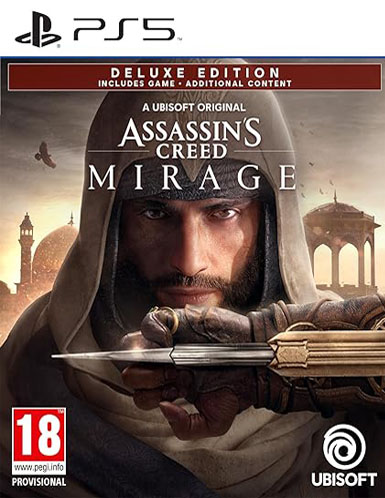 PS5
DELUXE EDITION
INCLUDES GAME • ADDITIONAL CONTENT
A UBISOFT ORIGINAL
ASSASSIN'S
CREED
MIRAGE
18
www.pegi.info
PROVISIONAL
UBISOFT